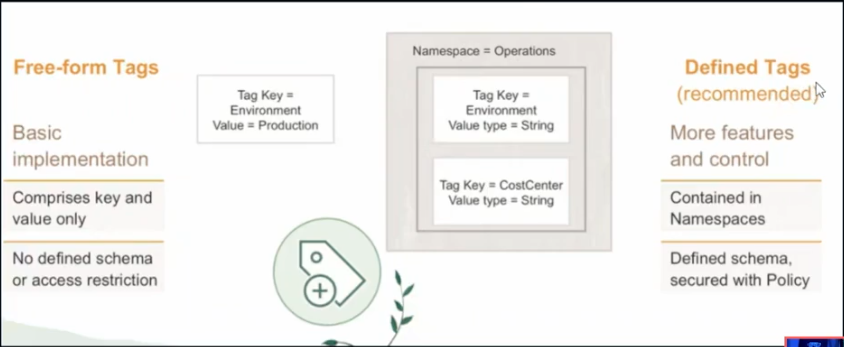 Free-form Tags
Basic
implementation
Comprises key and
value only
No defined schema
or access restriction
Tag Key =
Environment
Value = Production
Namespace = Operations
Tag Key =
Environment
Value type = String
Tag Key = CostCenter
Value type = String
Defined Tags
(recommended)
More features
and control
Contained in
Namespaces
Defined schema,
secured with Policy